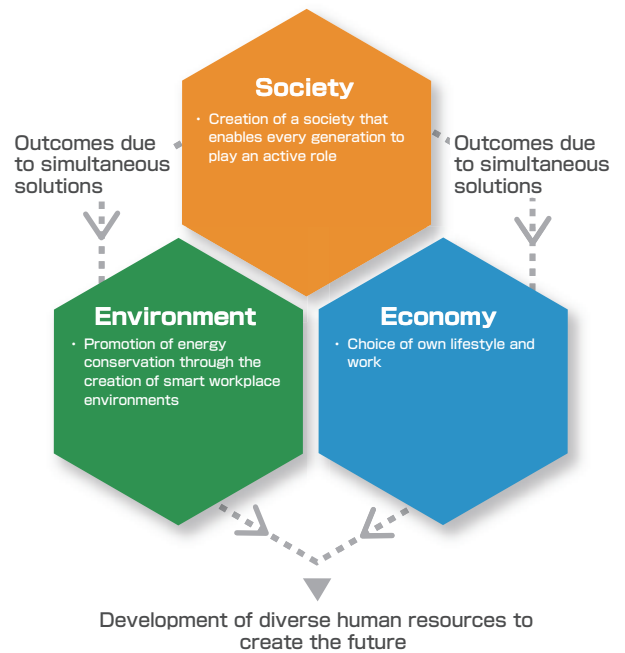 Society
・ Creation of a society that
enables every generation to
play an active role
Outcomes due
to simultaneous
solutions
Outcomes due
to simultaneous
solutions
Environment
・ Promotion of energy
conservation through the
creation of smart workplace
environments
Economy
・ Choice of own lifestyle and
work
Development of diverse human resources to
create the future